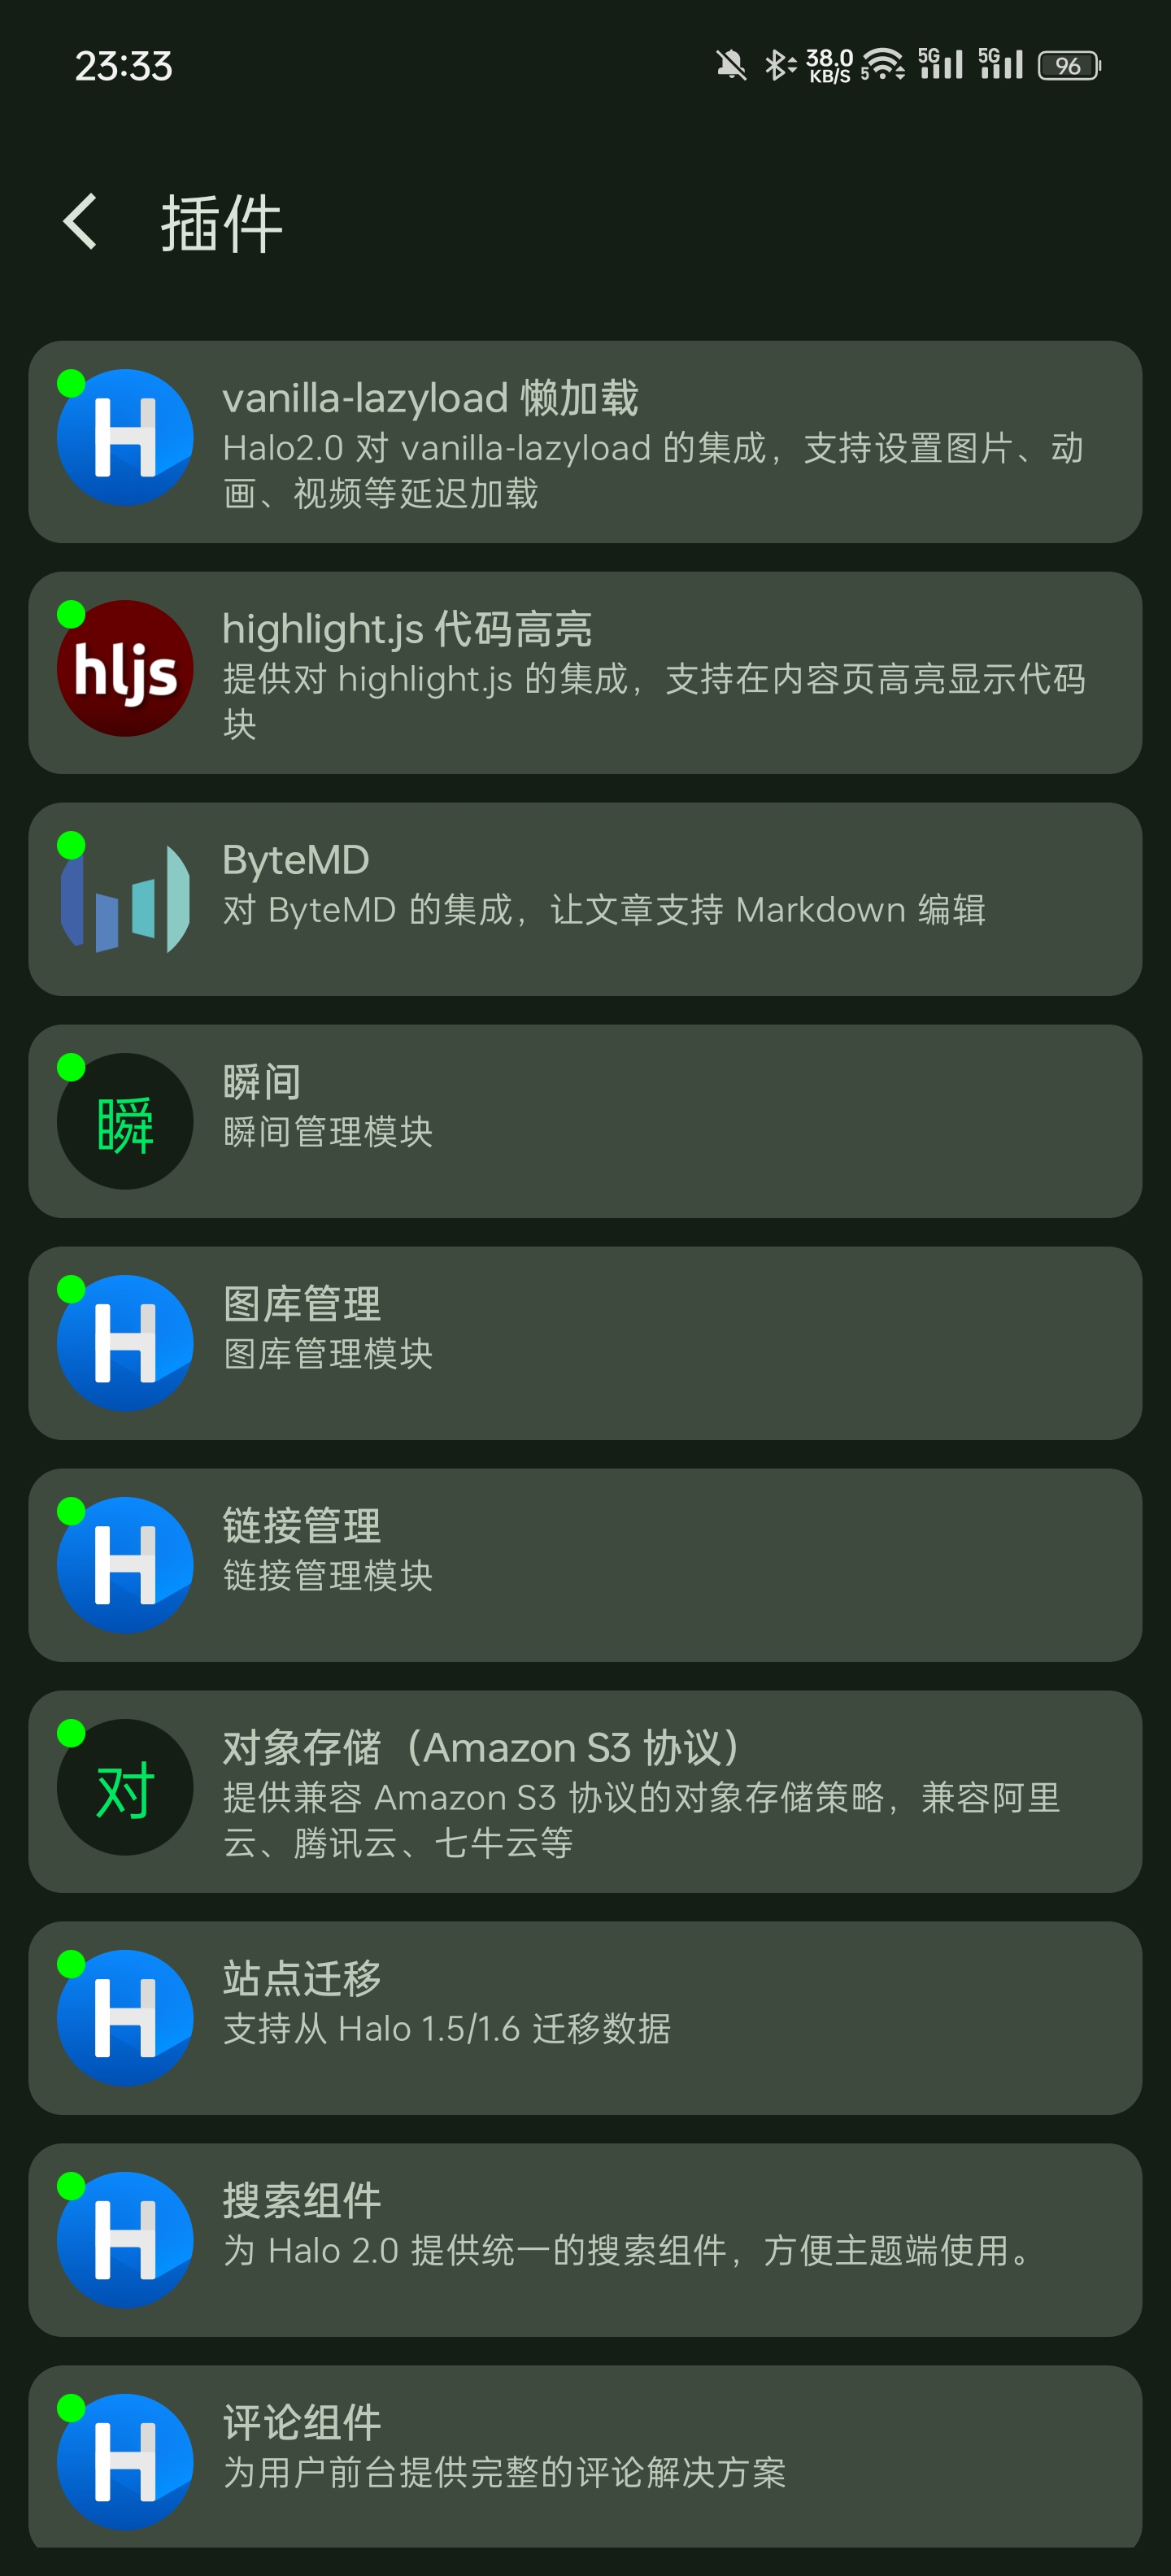 23:33
38.0
KB/S
5
5G
5G
96
插件
vanilla-lazyload 懒加载
Halo2.0 对 vanilla-lazyload 的集成，支持设置图片、动
画、视频等延迟加载
hljs
highlight.js 代码高亮
提供对 highlight.js 的集成，支持在内容页高亮显示代码
块
ByteMD
对 ByteMD 的集成，让文章支持 Markdown 编辑
瞬
瞬间
瞬间管理模块
H
图库管理
图库管理模块
H
链接管理
链接管理模块
对
对象存储（Amazon S3 协议）
提供兼容 Amazon S3 协议的对象存储策略，兼容阿里
云、腾讯云、七牛云等
H
站点迁移
支持从 Halo 1.5/1.6 迁移数据
H
搜索组件
为 Halo 2.0 提供统一的搜索组件，方便主题端使用。
H
评论组件
为用户前台提供完整的评论解决方案